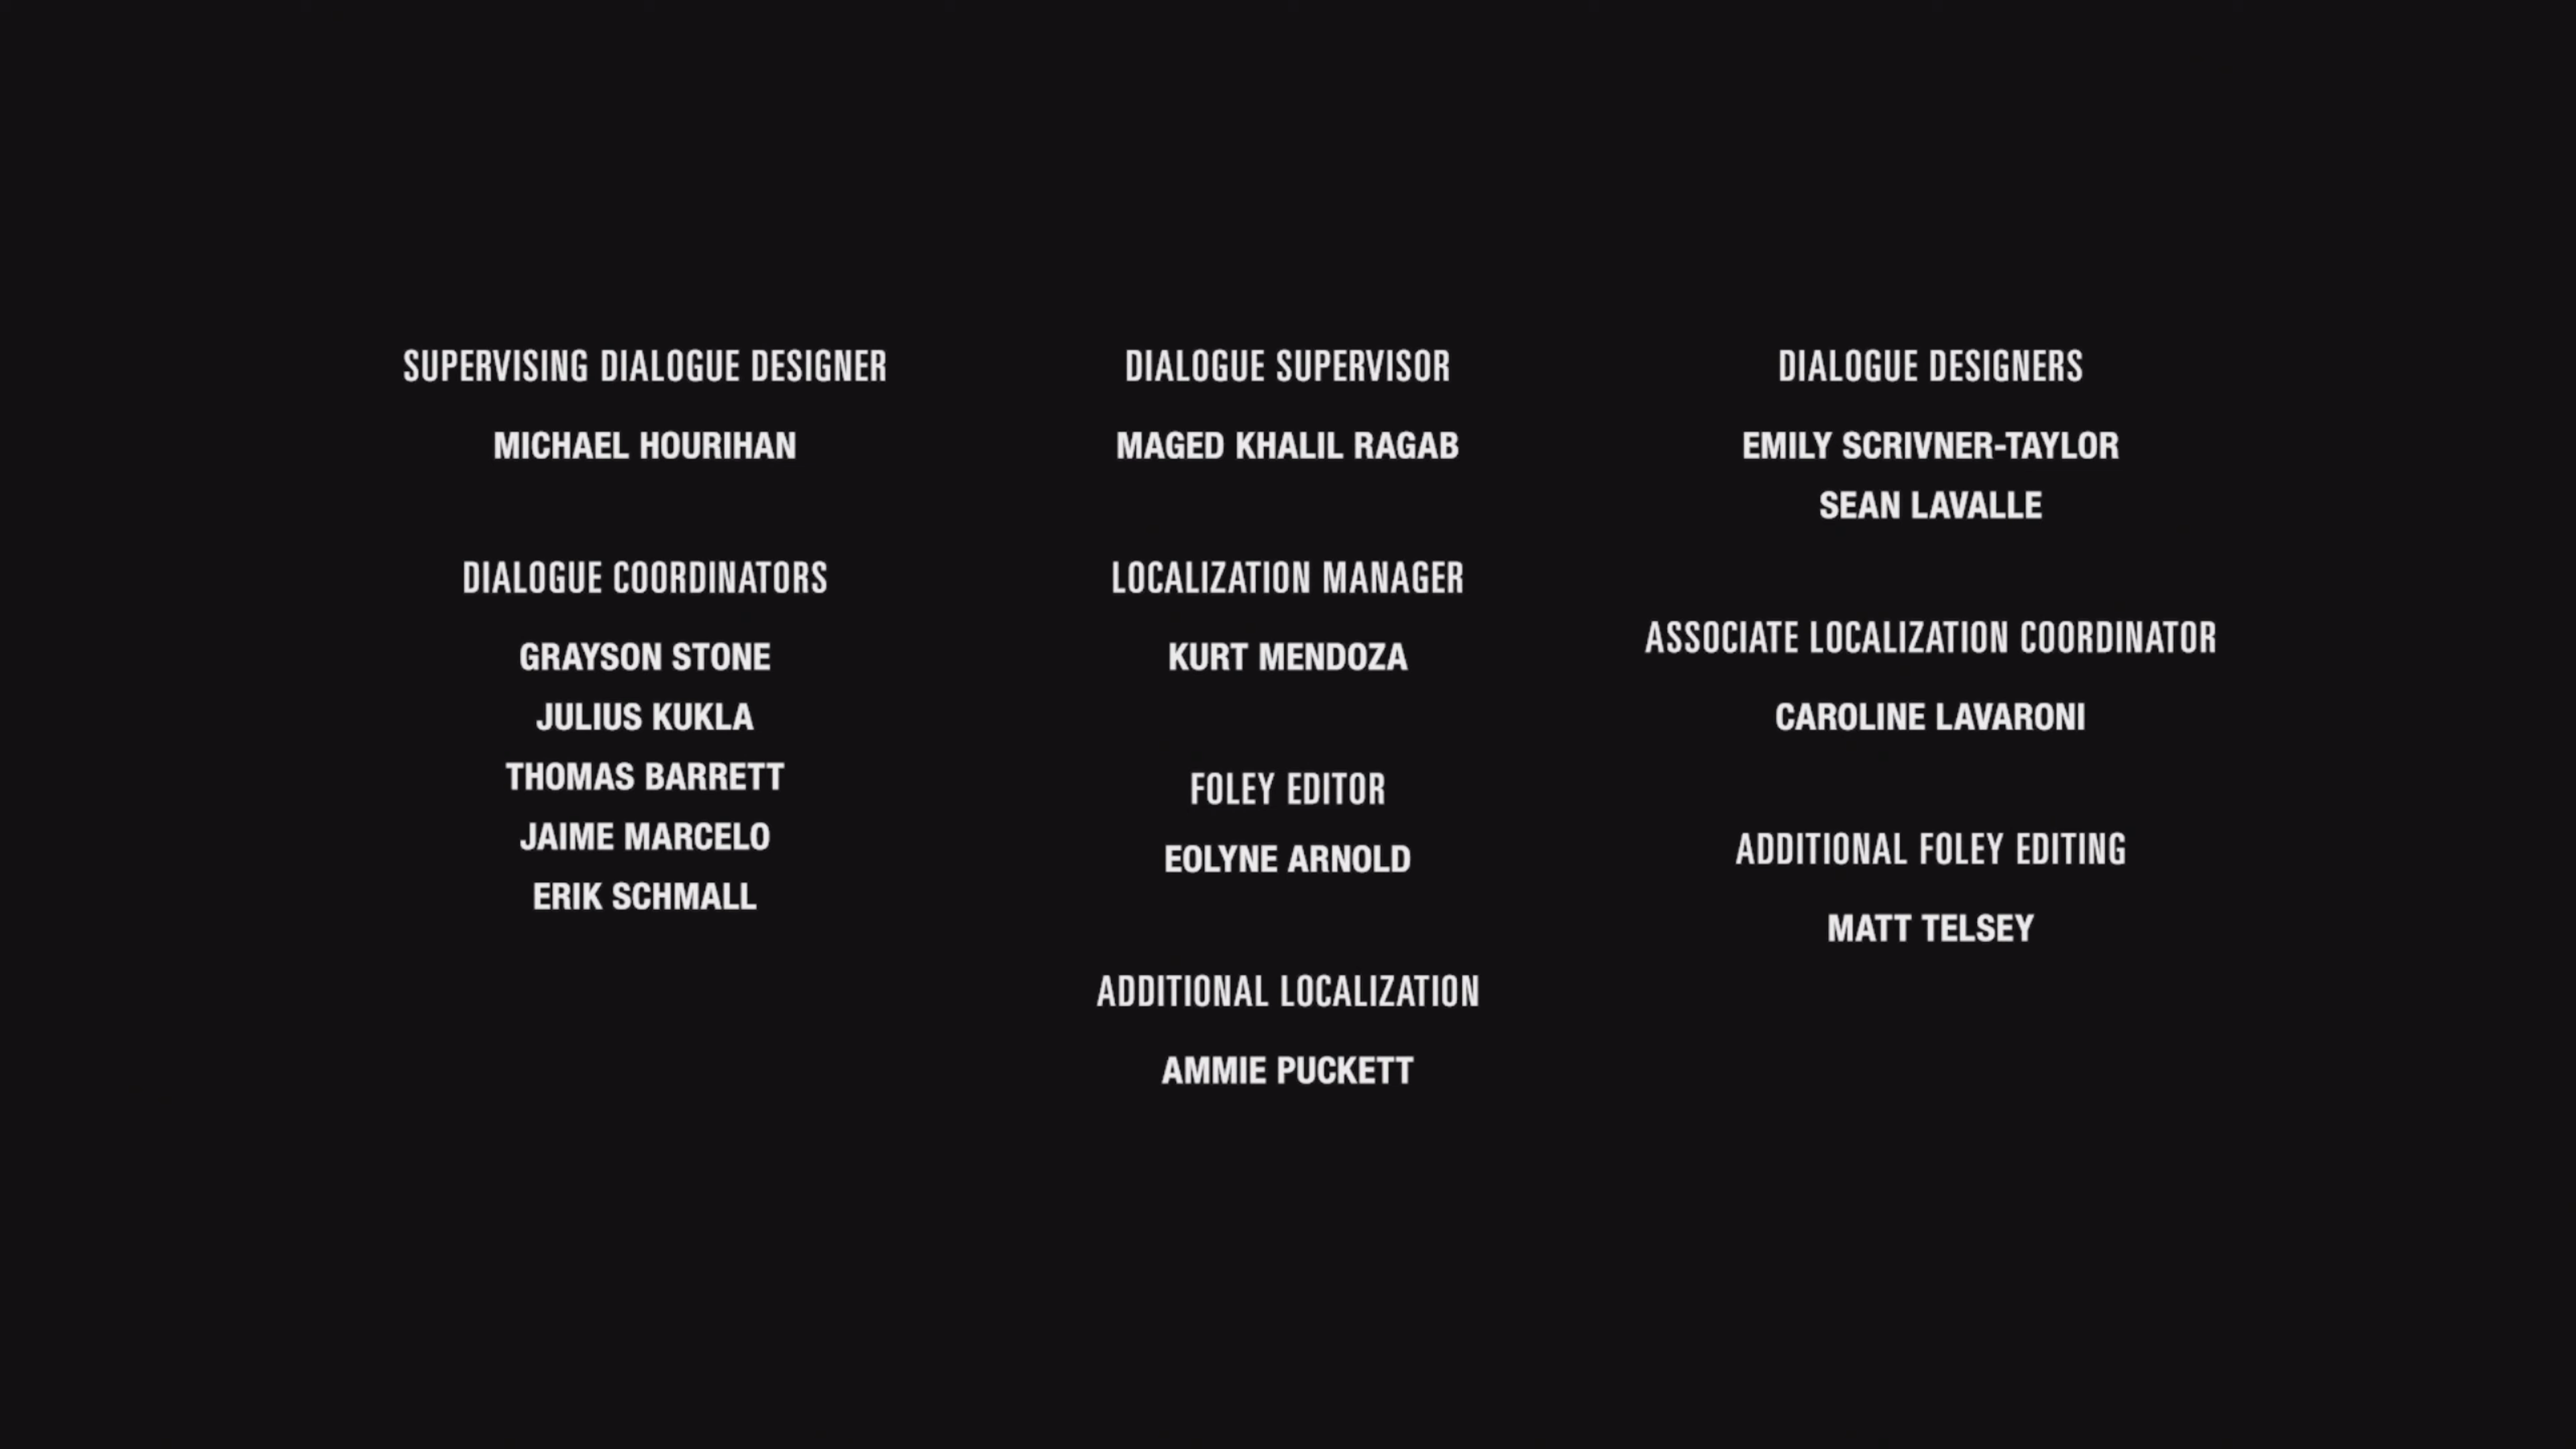 SUPERVISING DIALOGUE DESIGNER
MICHAEL HOURIHAN
DIALOGUE COORDINATORS
GRAYSON STONE
JULIUS KUKLA
THOMAS BARRETT
JAIME MARCELO
ERIK SCHMALL
DIALOGUE SUPERVISOR
MAGED KHALIL RAGAB
LOCALIZATION MANAGER
KURT MENDOZA
FOLEY EDITOR
EOLYNE ARNOLD
ADDITIONAL LOCALIZATION
AMMIE PUCKETT
DIALOGUE DESIGNERS
EMILY SCRIVNER-TAYLOR
SEAN LAVALLE
ASSOCIATE LOCALIZATION COORDINATOR
CAROLINE LAVARONI
ADDITIONAL FOLEY EDITING
MATT TELSEY